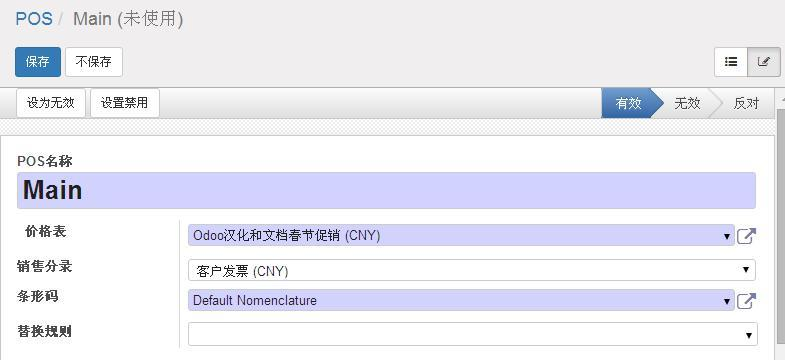 POS / Main (未使用)
保存 不保存
设为无效 设置禁用 有效 无效 反对
POS名称
Main
价格表 Odoo汉化和文档春节促销 (CNY)
销售分录 客户发票 (CNY)
条形码 Default Nomenclature
替换规则